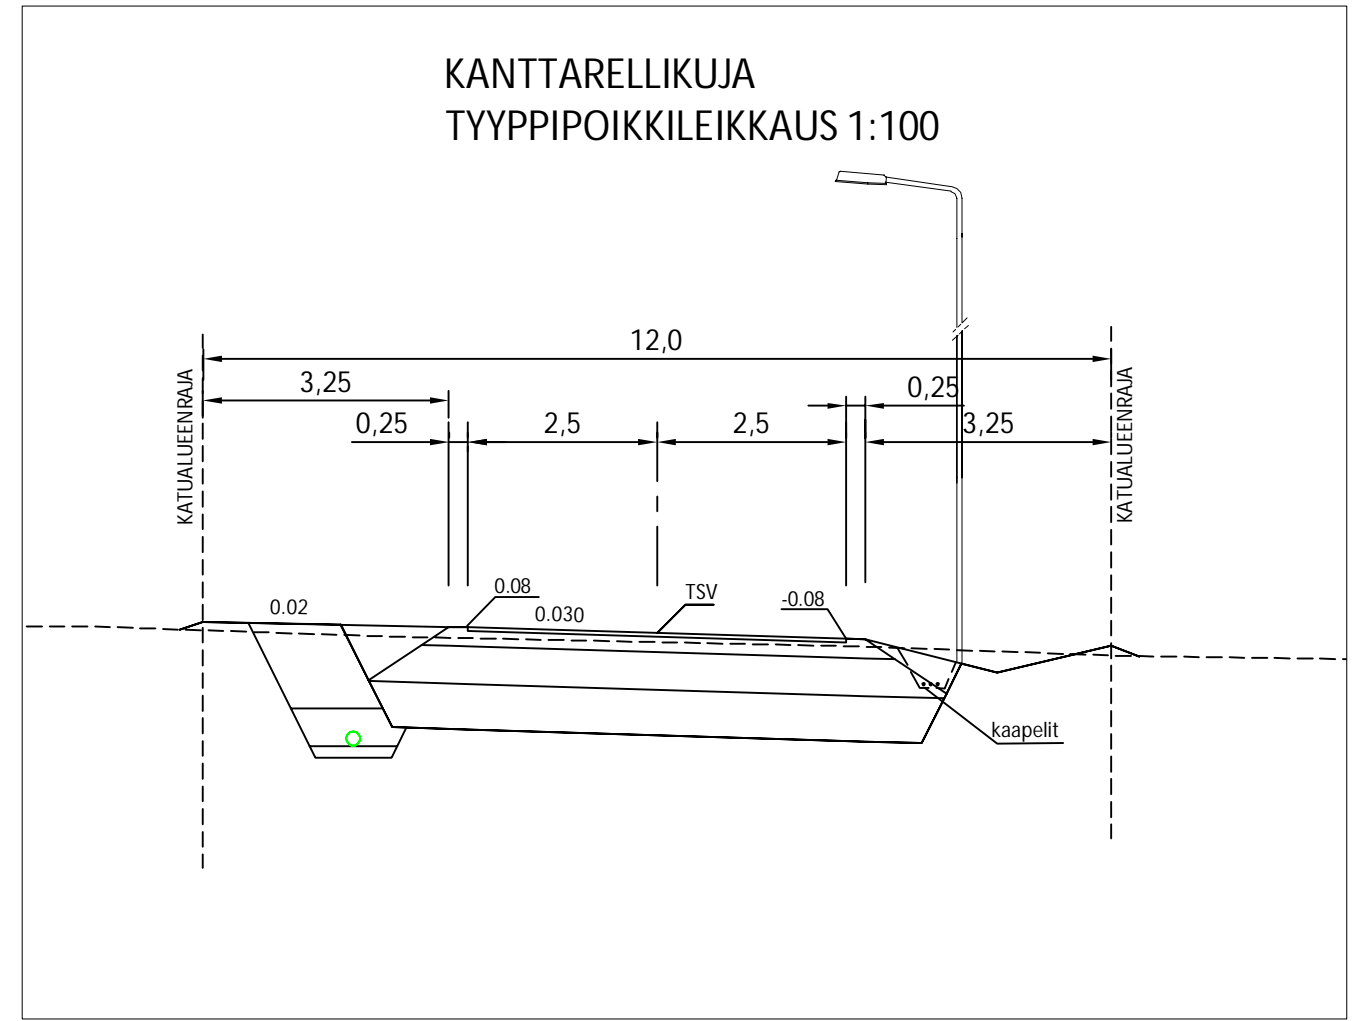 KANTTARELLIKUJA
TYYPPIPOIKKILEIKKAUS 1:100
12,0
3,25
0,25
0,25
2,5
2,5
3,25
KATUALUEENRAJA
KATUALUEENRAJA
0.08
TSV
-0.08
0.02
0.030
kaapelit